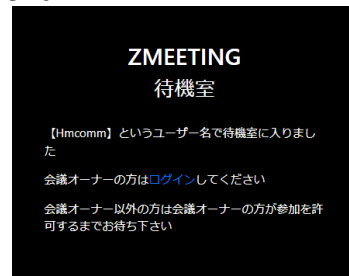 ZMEETING
待機室
【Hmcomm】というユーザー名で待機室に入りまし
た
会議オーナーの方はログインしてください
会議オーナー以外の方は会議オーナーの方が参加を許
可するまでお待ち下さい